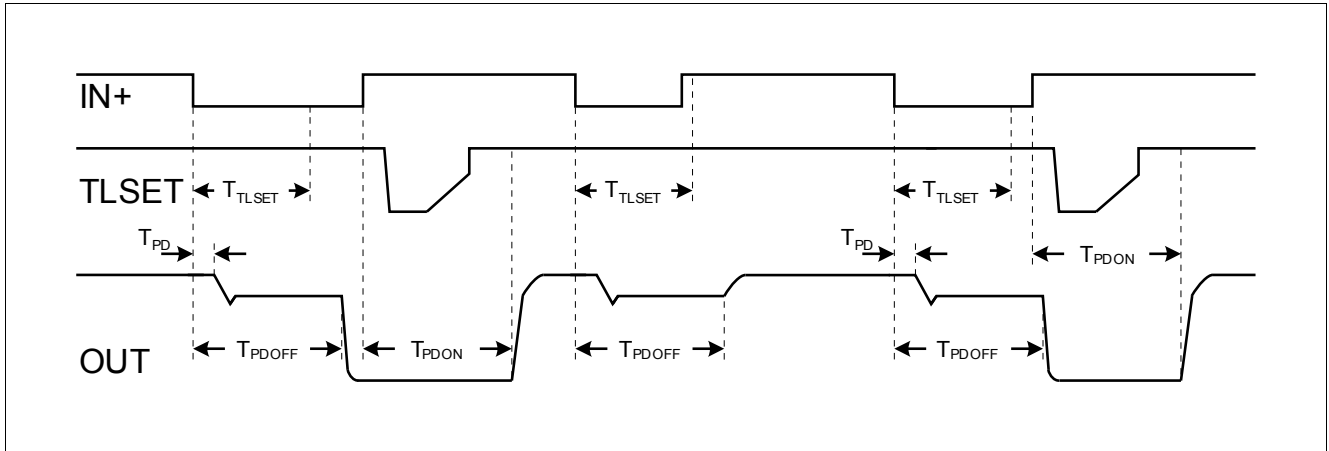 IN+
TLSET
T_TLSET
T_TLSET
T_TLSET
T_PD
T_PD
T_PDON
OUT
T_PDOFF
T_PDON
T_PDOFF
T_PDOFF